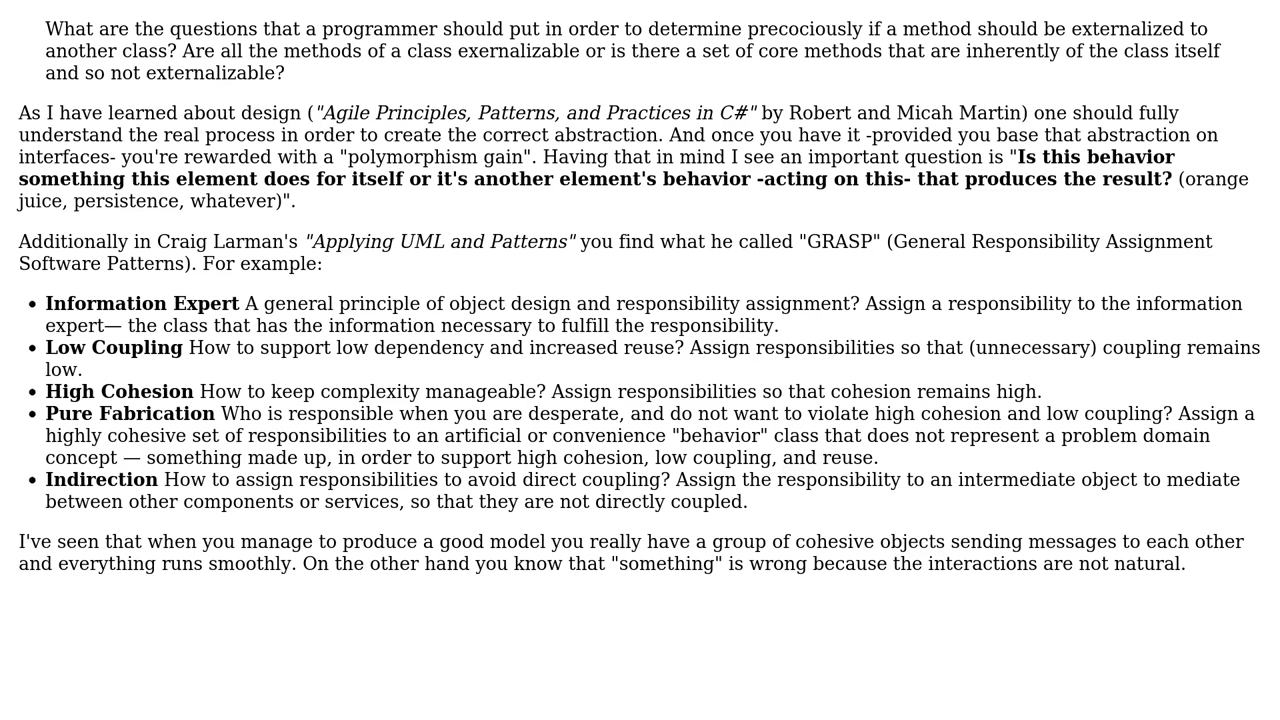 What are the questions that a programmer should put in order to determine precociously if a method should be externalized to
another class? Are all the methods of a class exernalizable or is there a set of core methods that are inherently of the class itself
and so not externalizable?
As I have learned about design ("Agile Principles, Patterns, and Practices in C#" by Robert and Micah Martin) one should fully
understand the real process in order to create the correct abstraction. And once you have it -provided you base that abstraction on
interfaces- you're rewarded with a "polymorphism gain". Having that in mind I see an important question is "Is this behavior
something this element does for itself or it's another element's behavior -acting on this- that produces the result? (orange
juice, persistence, whatever)".
Additionally in Craig Larman's "Applying UML and Patterns" you find what he called "GRASP" (General Responsibility Assignment
Software Patterns). For example:
• Information Expert A general principle of object design and responsibility assignment? Assign a responsibility to the information
expert— the class that has the information necessary to fulfill the responsibility.
• Low Coupling How to support low dependency and increased reuse? Assign responsibilities so that (unnecessary) coupling remains
low.
• High Cohesion How to keep complexity manageable? Assign responsibilities so that cohesion remains high.
• Pure Fabrication Who is responsible when you are desperate, and do not want to violate high cohesion and low coupling? Assign a
highly cohesive set of responsibilities to an artificial or convenience "behavior" class that does not represent a problem domain
concept — something made up, in order to support high cohesion, low coupling, and reuse.
• Indirection How to assign responsibilities to avoid direct coupling? Assign the responsibility to an intermediate object to mediate
between other components or services, so that they are not directly coupled.
I've seen that when you manage to produce a good model you really have a group of cohesive objects sending messages to each other
and everything runs smoothly. On the other hand you know that "something" is wrong because the interactions are not natural.